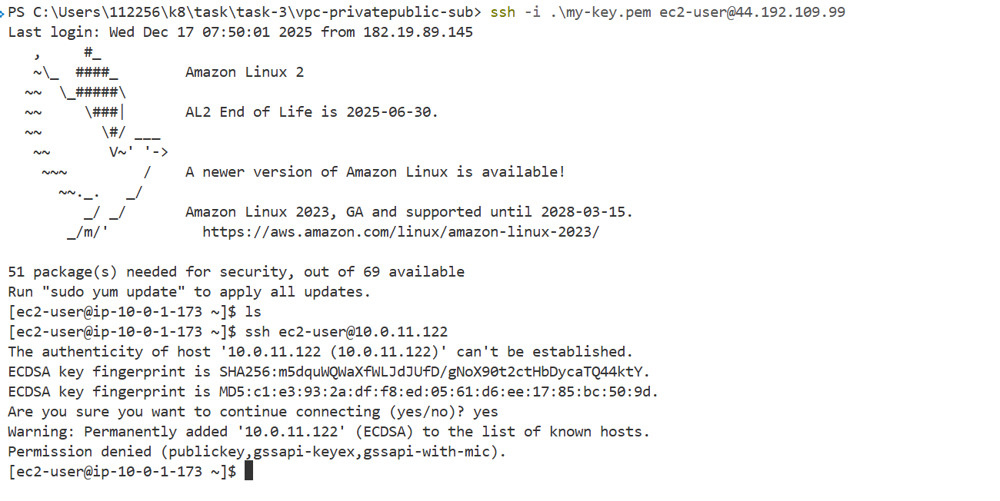 PS C:\Users\112256\k8\task\task-3\vpc-privatepublic-sub> ssh -i .\my-key.pem ec2-user@44.192.109.99
Last login: Wed Dec 17 07:50:01 2025 from 182.19.89.145
   ,     #_
   ~\_  ####_        Amazon Linux 2
  ~~  \_#####\
  ~~     \###|       AL2 End of Life is 2025-06-30.
  ~~       \#/ ___
   ~~       V~' '->
    ~~~         /    A newer version of Amazon Linux is available!
      ~~._.   _/
         _/ _/       Amazon Linux 2023, GA and supported until 2028-03-15.
       _/m/'           https://aws.amazon.com/linux/amazon-linux-2023/

51 package(s) needed for security, out of 69 available
Run "sudo yum update" to apply all updates.
[ec2-user@ip-10-0-1-173 ~]$ ls
[ec2-user@ip-10-0-1-173 ~]$ ssh ec2-user@10.0.11.122
The authenticity of host '10.0.11.122 (10.0.11.122)' can't be established.
ECDSA key fingerprint is SHA256:m5dquWQWaXfWLJdJUfD/gNoX90t2ctHbDycaTQ44ktY.
ECDSA key fingerprint is MD5:c1:e3:93:2a:df:f8:ed:05:61:d6:ee:17:85:bc:50:9d.
Are you sure you want to continue connecting (yes/no)? yes
Warning: Permanently added '10.0.11.122' (ECDSA) to the list of known hosts.
Permission denied (publickey,gssapi-keyex,gssapi-with-mic).
[ec2-user@ip-10-0-1-173 ~]$